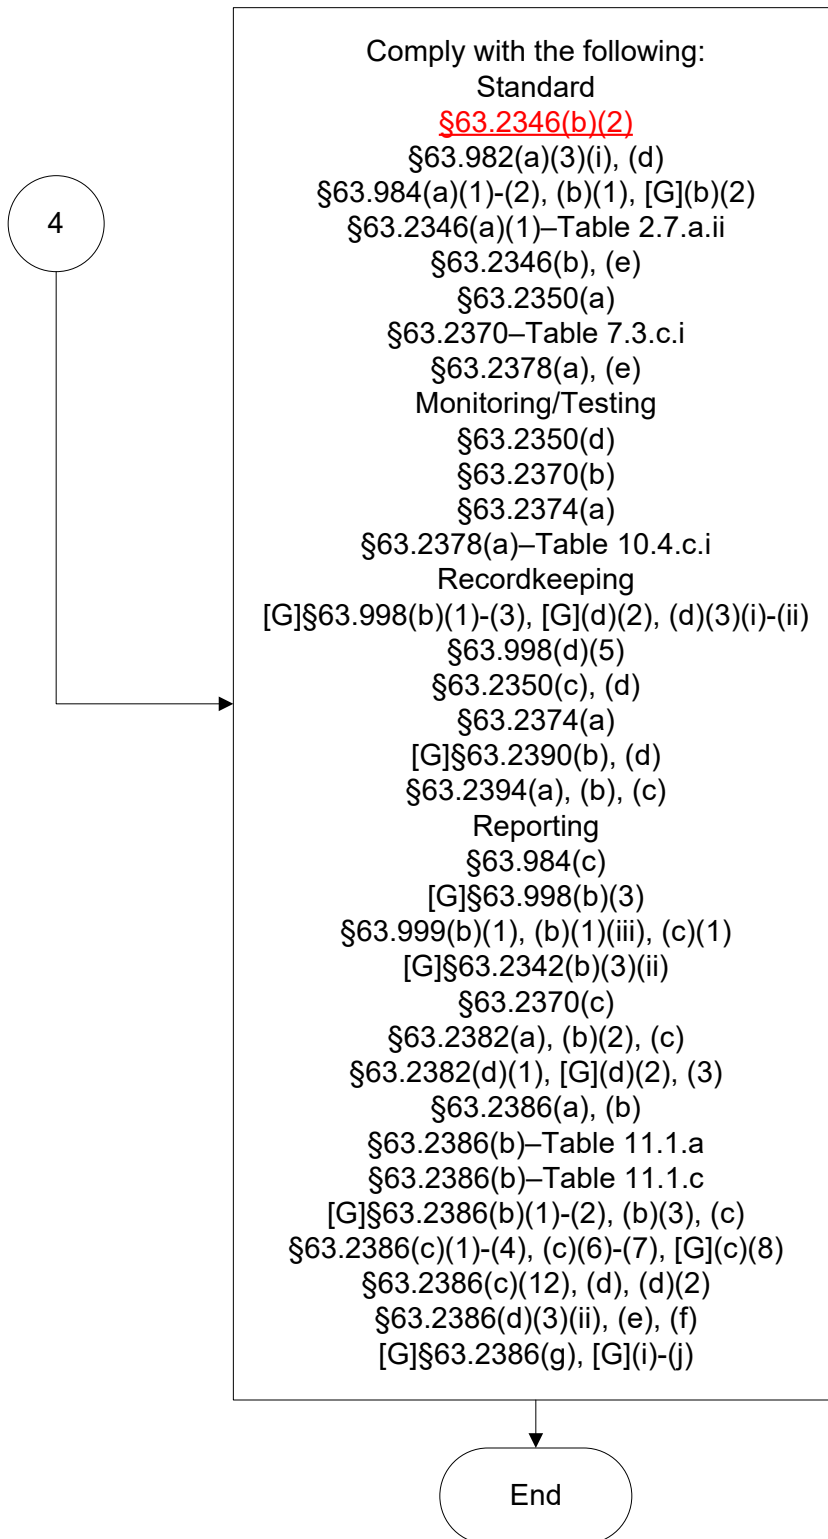 Comply with the following:
Standard
§63.2346(b)(2)
§63.982(a)(3)(i), (d)
§63.984(a)(1)-(2), (b)(1), [G](b)(2)
4
§63.2346(a)(1)–Table 2.7.a.ii
§63.2346(b), (e)
§63.2350(a)
§63.2370–Table 7.3.c.i
§63.2378(a), (e)
Monitoring/Testing
§63.2350(d)
§63.2370(b)
§63.2374(a)
§63.2378(a)–Table 10.4.c.i
Recordkeeping
[G]§63.998(b)(1)-(3), [G](d)(2), (d)(3)(i)-(ii)
§63.998(d)(5)
§63.2350(c), (d)
§63.2374(a)
[G]§63.2390(b), (d)
§63.2394(a), (b), (c)
Reporting
§63.984(c)
[G]§63.998(b)(3)
§63.999(b)(1), (b)(1)(iii), (c)(1)
[G]§63.2342(b)(3)(ii)
§63.2370(c)
§63.2382(a), (b)(2), (c)
§63.2382(d)(1), [G](d)(2), (3)
§63.2386(a), (b)
§63.2386(b)–Table 11.1.a
§63.2386(b)–Table 11.1.c
[G]§63.2386(b)(1)-(2), (b)(3), (c)
§63.2386(c)(1)-(4), (c)(6)-(7), [G](c)(8)
§63.2386(c)(12), (d), (d)(2)
§63.2386(d)(3)(ii), (e), (f)
[G]§63.2386(g), [G](i)-(j)
End